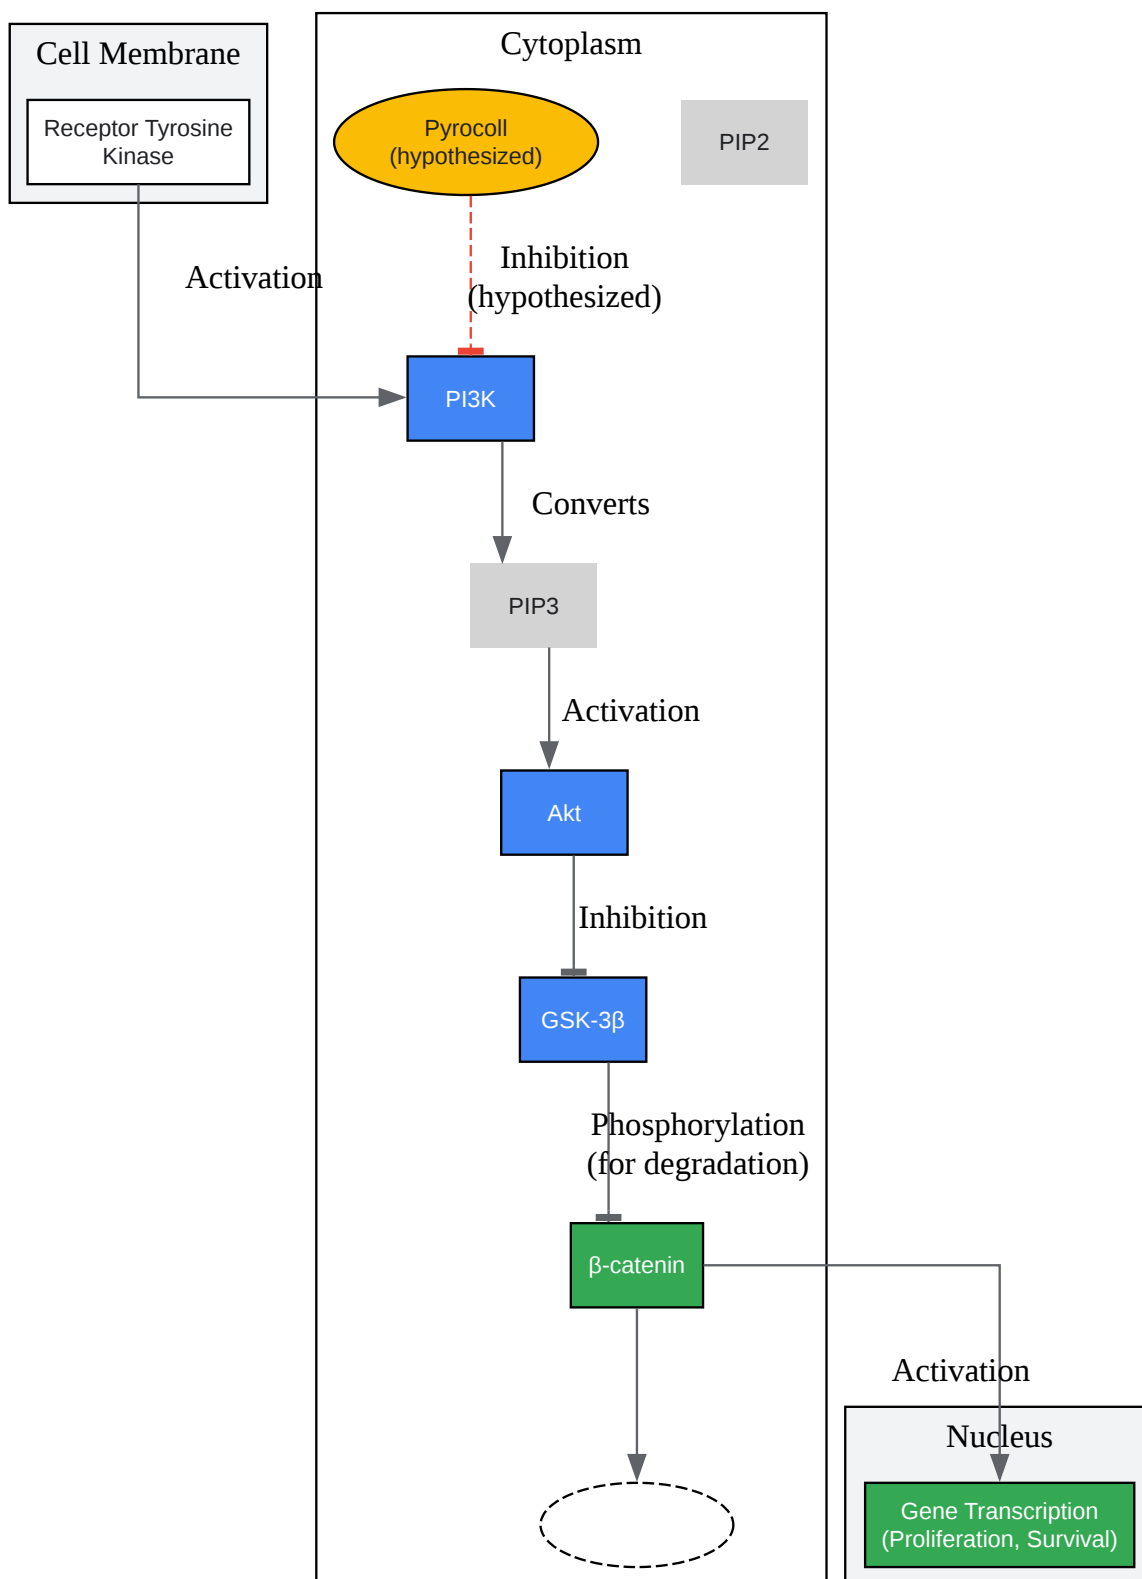 Cell Membrane
Receptor Tyrosine
Kinase
Cytoplasm
Pyrocoll
(hypothesized)
PIP2
Activation
Inhibition
(hypothesized)
PI3K
Converts
PIP3
Activation
Akt
Inhibition
GSK-3β
Phosphorylation
(for degradation)
β-catenin
Activation
Nucleus
Gene Transcription
(Proliferation, Survival)